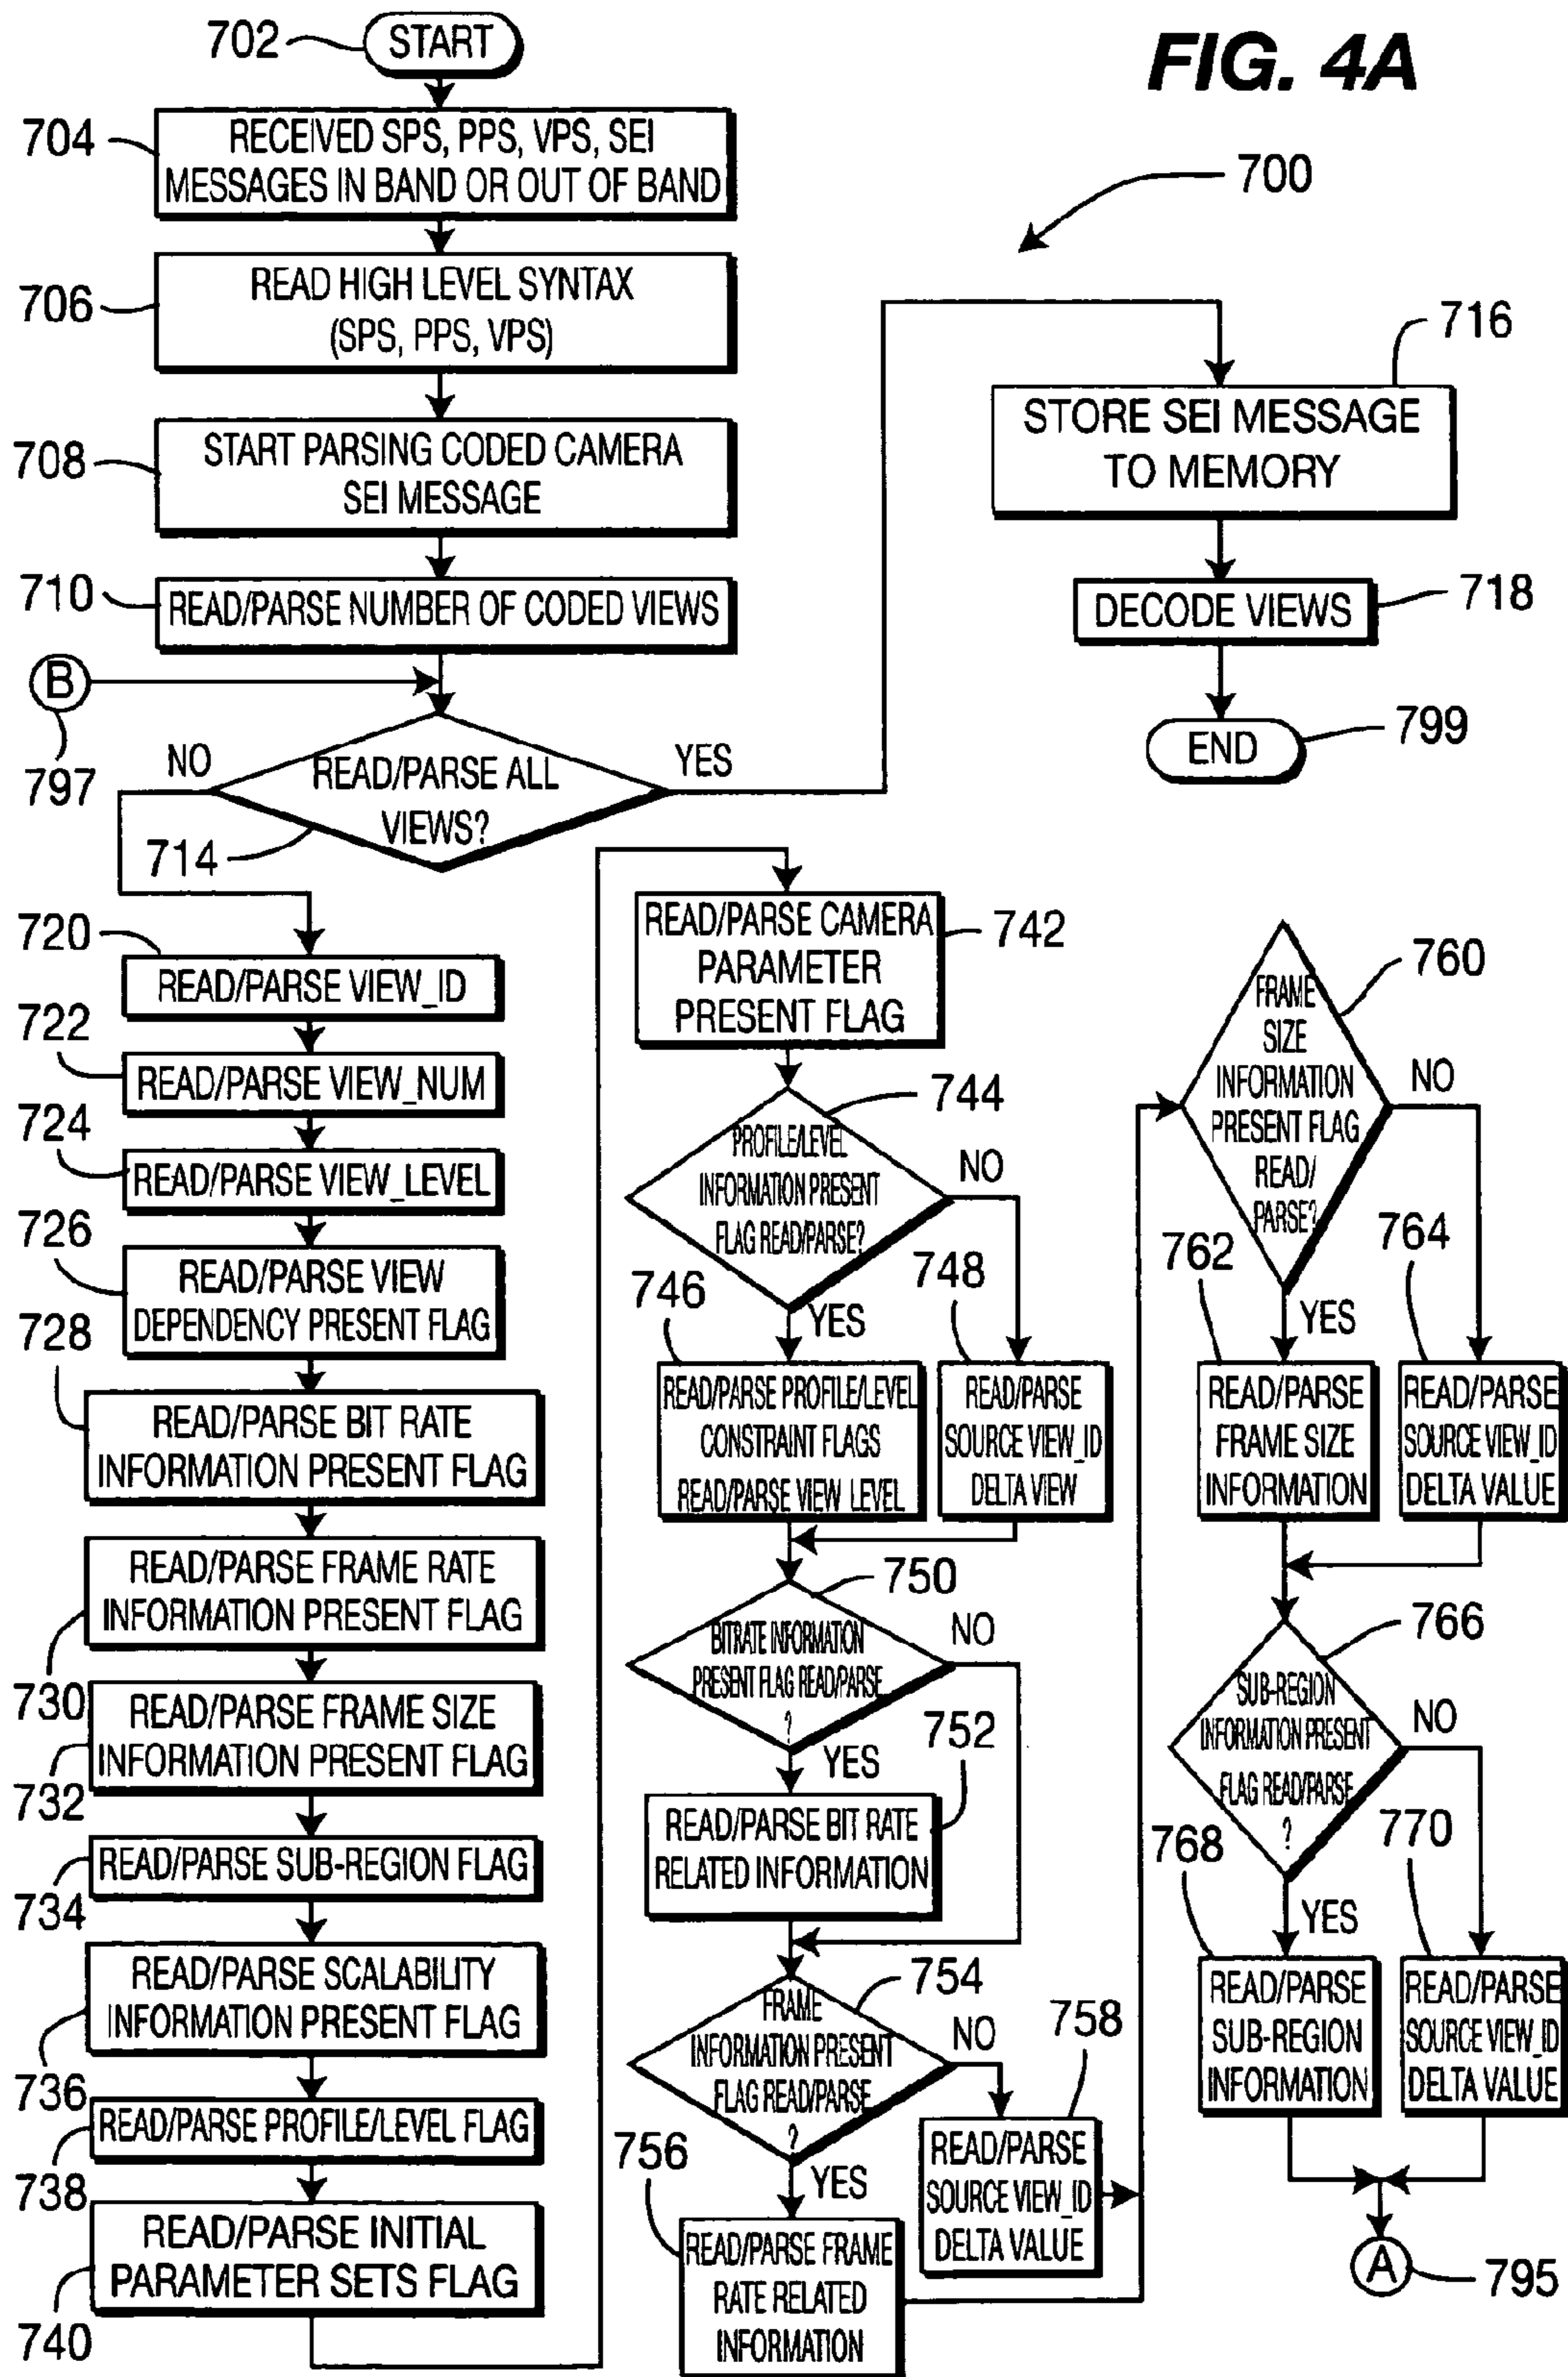 FIG. 4A
700
702
START
704
RECEIVED SPS, PPS, VPS, SEI
MESSAGES IN BAND OR OUT OF BAND
706
READ HIGH LEVEL SYNTAX
(SPS, PPS, VPS)
708
START PARSING CODED CAMERA
SEI MESSAGE
710
READ/PARSE NUMBER OF CODED VIEWS
B
797
NO
READ/PARSE ALL
VIEWS?
YES
714
716
STORE SEI MESSAGE
TO MEMORY
DECODE VIEWS
718
END
799
720
READ/PARSE VIEW_ID
722
READ/PARSE VIEW_NUM
724
READ/PARSE VIEW_LEVEL
726
READ/PARSE VIEW
DEPENDENCY PRESENT FLAG
728
READ/PARSE BIT RATE
INFORMATION PRESENT FLAG
READ/PARSE FRAME RATE
INFORMATION PRESENT FLAG
730
READ/PARSE FRAME SIZE
INFORMATION PRESENT FLAG
732
READ/PARSE SUB-REGION FLAG
734
READ/PARSE SCALABILITY
INFORMATION PRESENT FLAG
736
READ/PARSE PROFILE/LEVEL FLAG
738
READ/PARSE INITIAL
PARAMETER SETS FLAG
740
READ/PARSE CAMERA
PARAMETER
PRESENT FLAG
742
744
PROFILE/LEVEL
INFORMATION PRESENT
FLAG READ/PARSE?
NO
YES
746
READ/PARSE PROFILE/LEVEL
CONSTRAINT FLAGS
READ/PARSE VIEW LEVEL
748
READ/PARSE
SOURCE VIEW_ID
DELTA VIEW
750
BITRATE INFORMATION
PRESENT FLAG READ/PARSE
?
NO
YES
752
READ/PARSE BIT RATE
RELATED INFORMATION
754
FRAME
INFORMATION PRESENT
FLAG READ/PARSE
?
NO
YES
756
READ/PARSE FRAME
RATE RELATED
INFORMATION
758
READ/PARSE
SOURCE VIEW_ID
DELTA VALUE
760
FRAME
SIZE
INFORMATION
PRESENT FLAG
READ/
PARSE?
NO
YES
762
READ/PARSE
FRAME SIZE
INFORMATION
764
READ/PARSE
SOURCE VIEW_ID
DELTA VALUE
766
SUB-REGION
INFORMATION PRESENT
FLAG READ/PARSE
?
NO
YES
768
READ/PARSE
SUB-REGION
INFORMATION
770
READ/PARSE
SOURCE VIEW_ID
DELTA VALUE
A
795